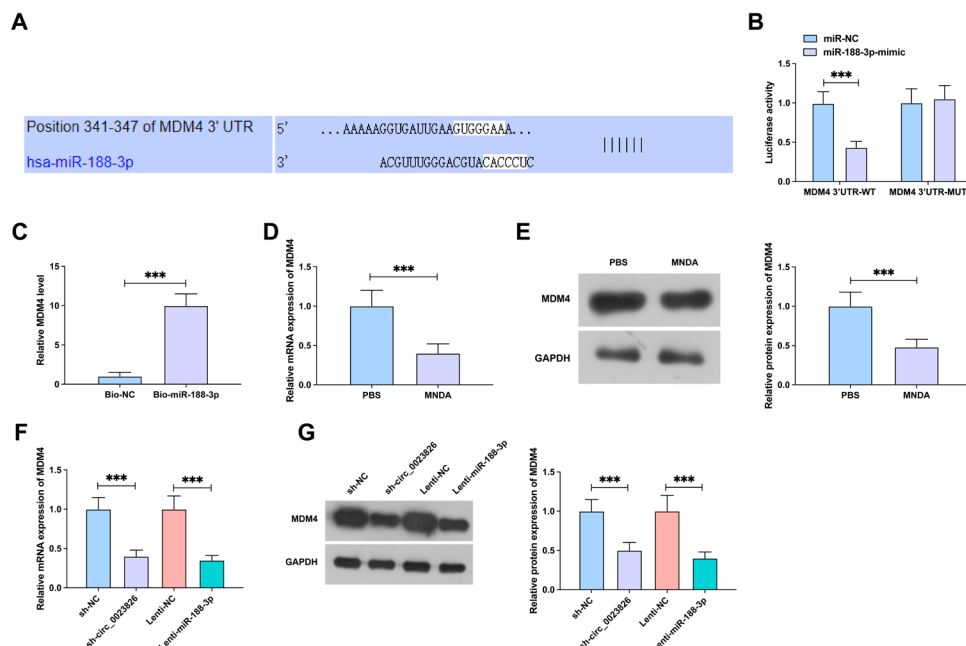 A
Position 341-347 of MDM4 3' UTR 5' ...AAAAAGGUGAUUGAAGUGGGAAA...
||||||
hsa-miR-188-3p 3' ACGUUUGGGACGUACACCCUC
B
miR-NC
miR-188-3p-mimic
Luciferase activity
1.5
1.0
0.5
0.0
***
MDM4 3'UTR-WT MDM4 3'UTR-MUT
C
Relative MDM4 level
15
10
5
0
***
Bio-NC Bio-miR-188-3p
D
Relative mRNA expression of MDM4
1.5
1.0
0.5
0.0
***
PBS MNDA
E
PBS MNDA
MDM4
GAPDH
Relative protein expression of MDM4
1.5
1.0
0.5
0.0
***
PBS MNDA
F
Relative mRNA expression of MDM4
1.5
1.0
0.5
0.0
*** ***
sh-NC sh-circ_0023826 Lenti-NC Lenti-miR-188-3p
G
sh-NC sh-circ_0023826 Lenti-NC Lenti-miR-188-3p
MDM4
GAPDH
Relative protein expression of MDM4
1.5
1.0
0.5
0.0
*** ***
sh-NC sh-circ_0023826 Lenti-NC Lenti-miR-188-3p